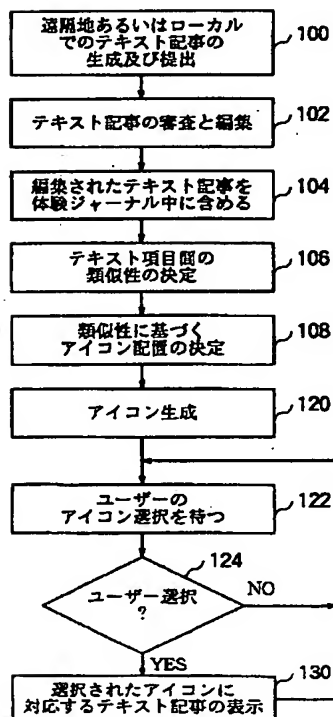 遠隔地あるいはローカル
でのテキスト記事の
生成及び提出
100
テキスト記事の審査と編集
102
編集されたテキスト記事を
体験ジャーナル中に含める
104
テキスト項目面の
類似性の決定
106
類似性に基づく
アイコン配置の決定
108
アイコン生成
120
ユーザーの
アイコン選択を待つ
122
124
ユーザー選択
?
NO
YES
選択されたアイコンに
対応するテキスト記事の表示
130